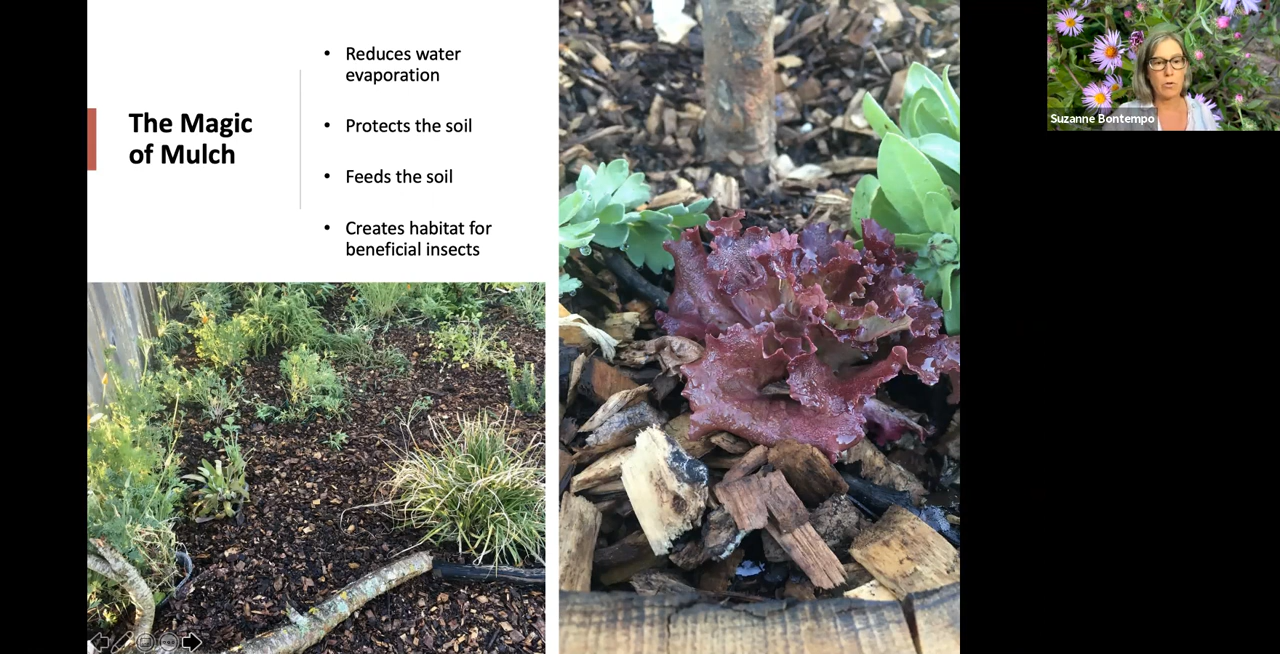 The Magic
of Mulch
• Reduces water
evaporation
• Protects the soil
• Feeds the soil
• Creates habitat for
beneficial insects
Suzanne Bontempo